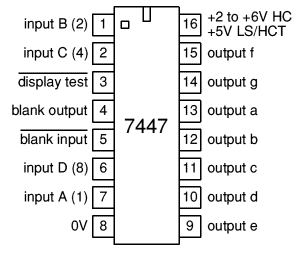 input B (2) 1 16 +2 to +6V HC
+5V LS/HCT
input C (4) 2 15 output f
display test 3 14 output g
blank output 4 13 output a
7447
blank input 5 12 output b
input D (8) 6 11 output c
input A (1) 7 10 output d
0V 8 9 output e